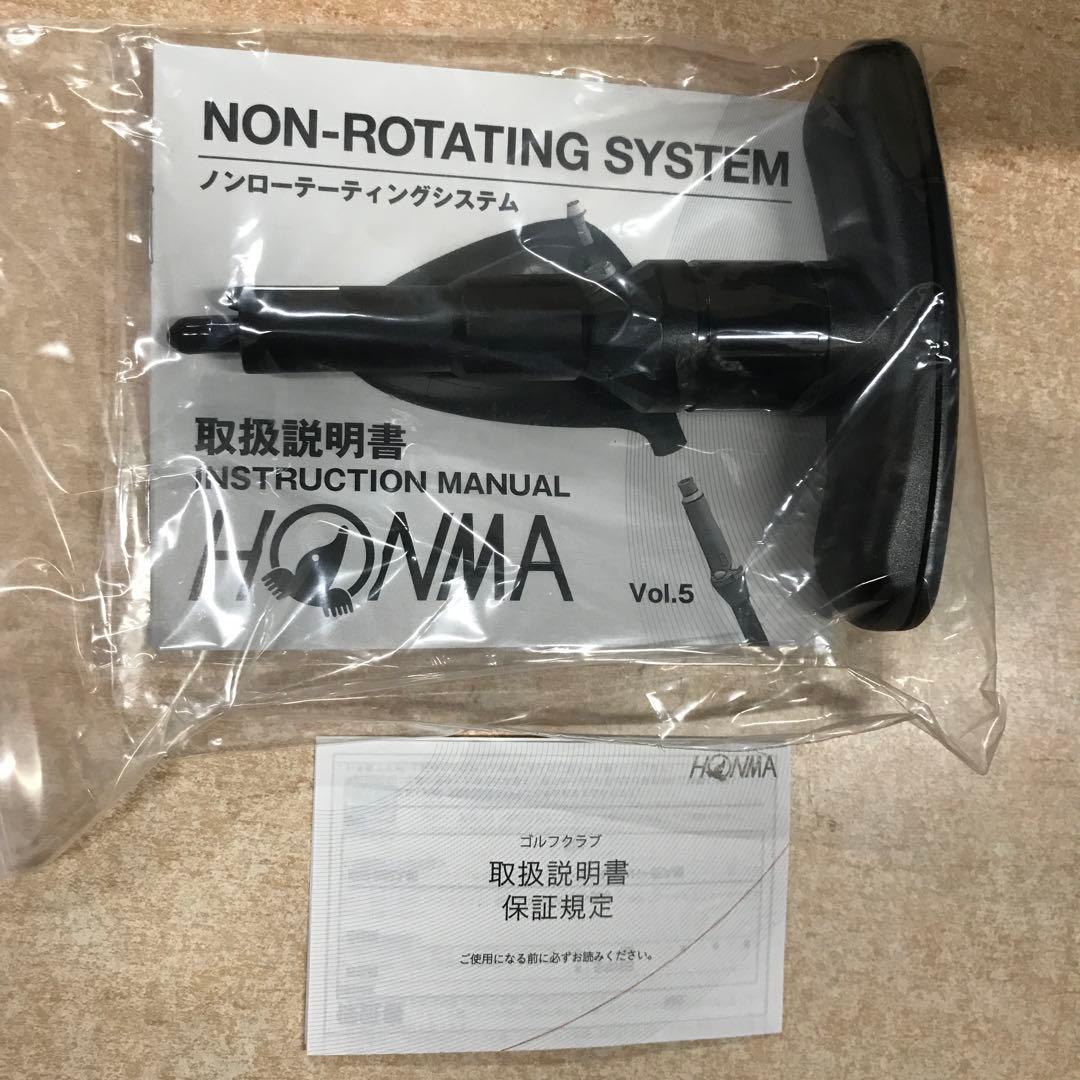 NON-ROTATING SYSTEM
ノンローテーティングシステム
取扱説明書
INSTRUCTION MANUAL
HONMA
Vol.5
HONMA
ゴルフクラブ
取扱説明書
保証規定
ご使用になる前に必ずお読みください。